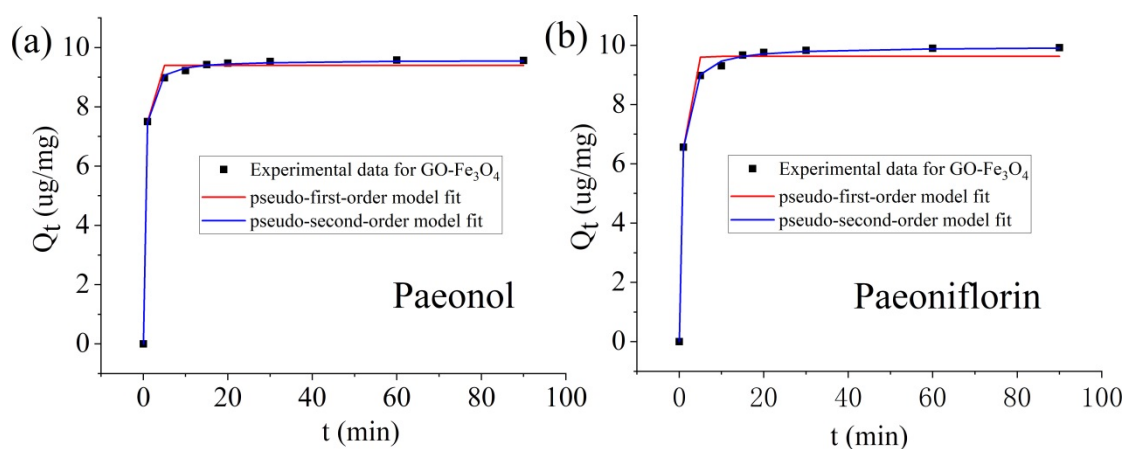 (a)
Qt (ug/mg)
10
8
6
4
2
0
Experimental data for GO-Fe3O4
pseudo-first-order model fit
pseudo-second-order model fit
Paeonol
0 20 40 60 80 100
t (min)
(b)
Qt (ug/mg)
10
8
6
4
2
0
Experimental data for GO-Fe3O4
pseudo-first-order model fit
pseudo-second-order model fit
Paeoniflorin
0 20 40 60 80 100
t (min)